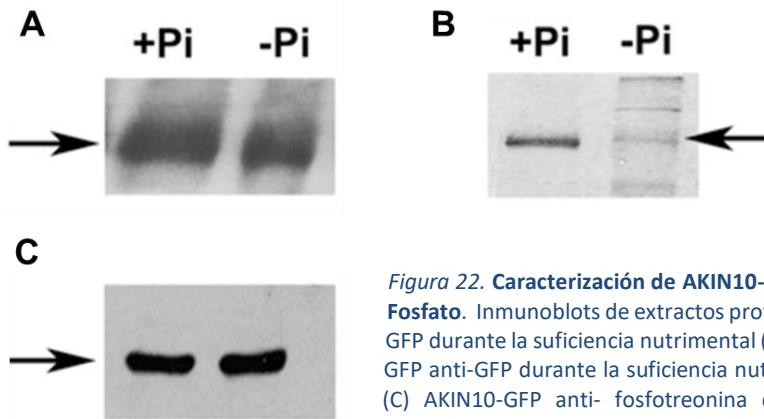 A
+Pi -Pi
B
+Pi -Pi
C
Figura 22. Caracterización de AKIN10-
Fosfato. Inmunoblots de extractos prot
GFP durante la suficiencia nutrimental (
GFP anti-GFP durante la suficiencia nut
(C) AKIN10-GFP anti- fosfotreonina